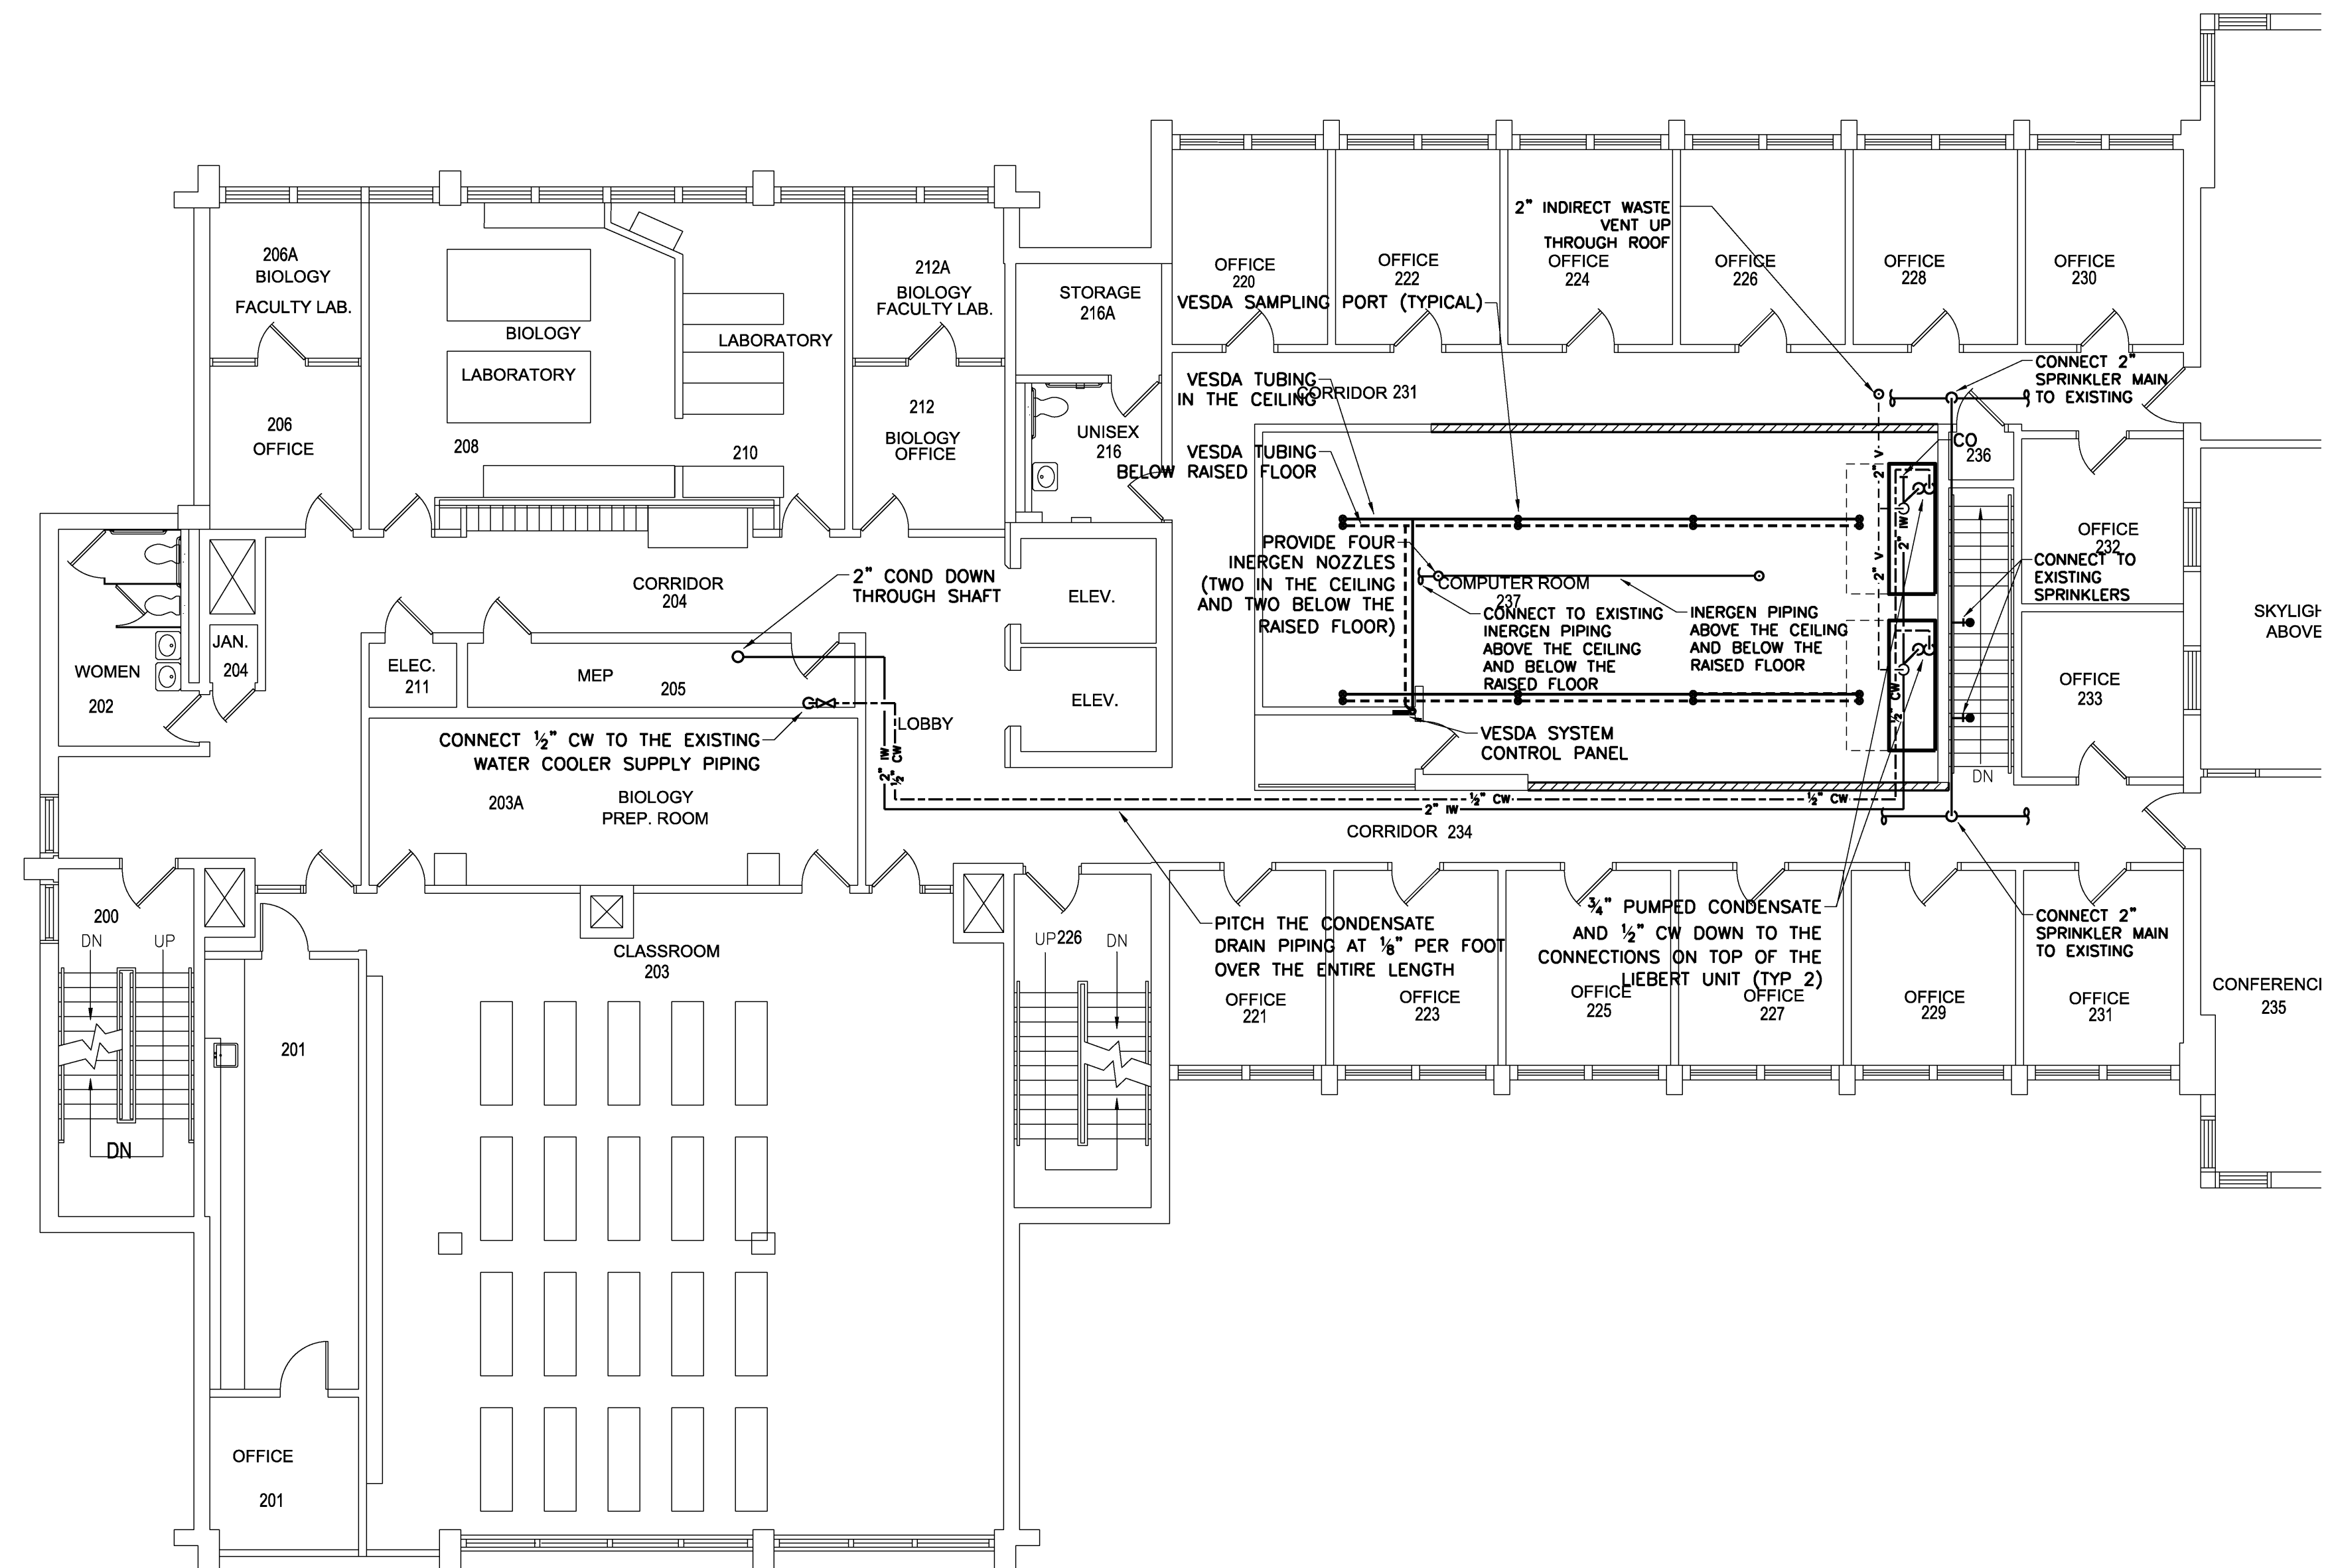 2" INDIRECT WASTE
VENT UP
THROUGH ROOF
206A
BIOLOGY
FACULTY LAB.
BIOLOGY
LABORATORY
LABORATORY
212A
BIOLOGY
FACULTY LAB.
STORAGE
216A
OFFICE
220
OFFICE
222
OFFICE
224
OFFICE
226
OFFICE
228
OFFICE
230
VESDA SAMPLING PORT (TYPICAL)
VESDA TUBING
IN THE CEILING
CORRIDOR 231
CONNECT 2"
SPRINKLER MAIN
TO EXISTING
206
OFFICE
208
210
212
BIOLOGY
OFFICE
UNISEX
216
VESDA TUBING
BELOW RAISED FLOOR
CO
236
2" V
2" IW
2" V
½" CW
OFFICE
232
CONNECT TO
EXISTING
SPRINKLERS
PROVIDE FOUR
INERGEN NOZZLES
(TWO IN THE CEILING
AND TWO BELOW THE
RAISED FLOOR)
COMPUTER ROOM
237
CONNECT TO EXISTING
INERGEN PIPING
ABOVE THE CEILING
AND BELOW THE
RAISED FLOOR
INERGEN PIPING
ABOVE THE CEILING
AND BELOW THE
RAISED FLOOR
SKYLIGH
ABOVE
CORRIDOR
204
2" COND DOWN
THROUGH SHAFT
ELEV.
ELEV.
WOMEN
202
JAN.
204
ELEC.
211
MEP
205
LOBBY
OFFICE
233
VESDA SYSTEM
CONTROL PANEL
DN
CONNECT ½" CW TO THE EXISTING
WATER COOLER SUPPLY PIPING
2" IW
½" CW
203A
BIOLOGY
PREP. ROOM
½" CW
½" CW
2" IW
CORRIDOR 234
200
DN
UP
DN
CLASSROOM
203
UP
226
DN
PITCH THE CONDENSATE
DRAIN PIPING AT ⅛" PER FOOT
OVER THE ENTIRE LENGTH
¾" PUMPED CONDENSATE
AND ½" CW DOWN TO THE
CONNECTIONS ON TOP OF THE
LIEBERT UNIT (TYP 2)
CONNECT 2"
SPRINKLER MAIN
TO EXISTING
OFFICE
221
OFFICE
223
OFFICE
225
OFFICE
227
OFFICE
229
OFFICE
231
CONFERENC
235
201
OFFICE
201